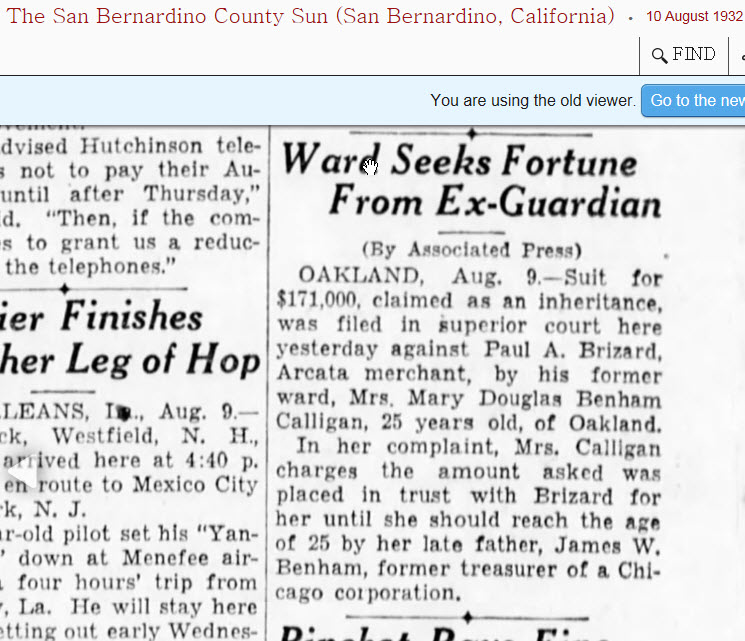 The San Bernardino County Sun (San Bernardino, California) • 10 August 1932
FIND
You are using the old viewer. Go to the new
dvised Hutchinson tele-
s not to pay their Au-
until after Thursday,"
d. "Then, if the com-
s to grant us a reduc-
the telephones."
ier Finishes
her Leg of Hop
LEANS, La., Aug. 9.—
ck, Westfield, N. H.,
arrived here at 4:40 p.
en route to Mexico City
k, N. J.
r-old pilot set his "Yan-
' down at Menefee air-
a four hours' trip from
, La. He will stay here
etting out early Wednes-
Ward Seeks Fortune
From Ex-Guardian
(By Associated Press)
OAKLAND, Aug. 9.—Suit for
$171,000, claimed as an inheritance,
was filed in superior court here
yesterday against Paul A. Brizard,
Arcata merchant, by his former
ward, Mrs. Mary Douglas Benham
Calligan, 25 years old, of Oakland.
In her complaint, Mrs. Calligan
charges the amount asked was
placed in trust with Brizard for
her until she should reach the age
of 25 by her late father, James W.
Benham, former treasurer of a Chi-
cago corporation.